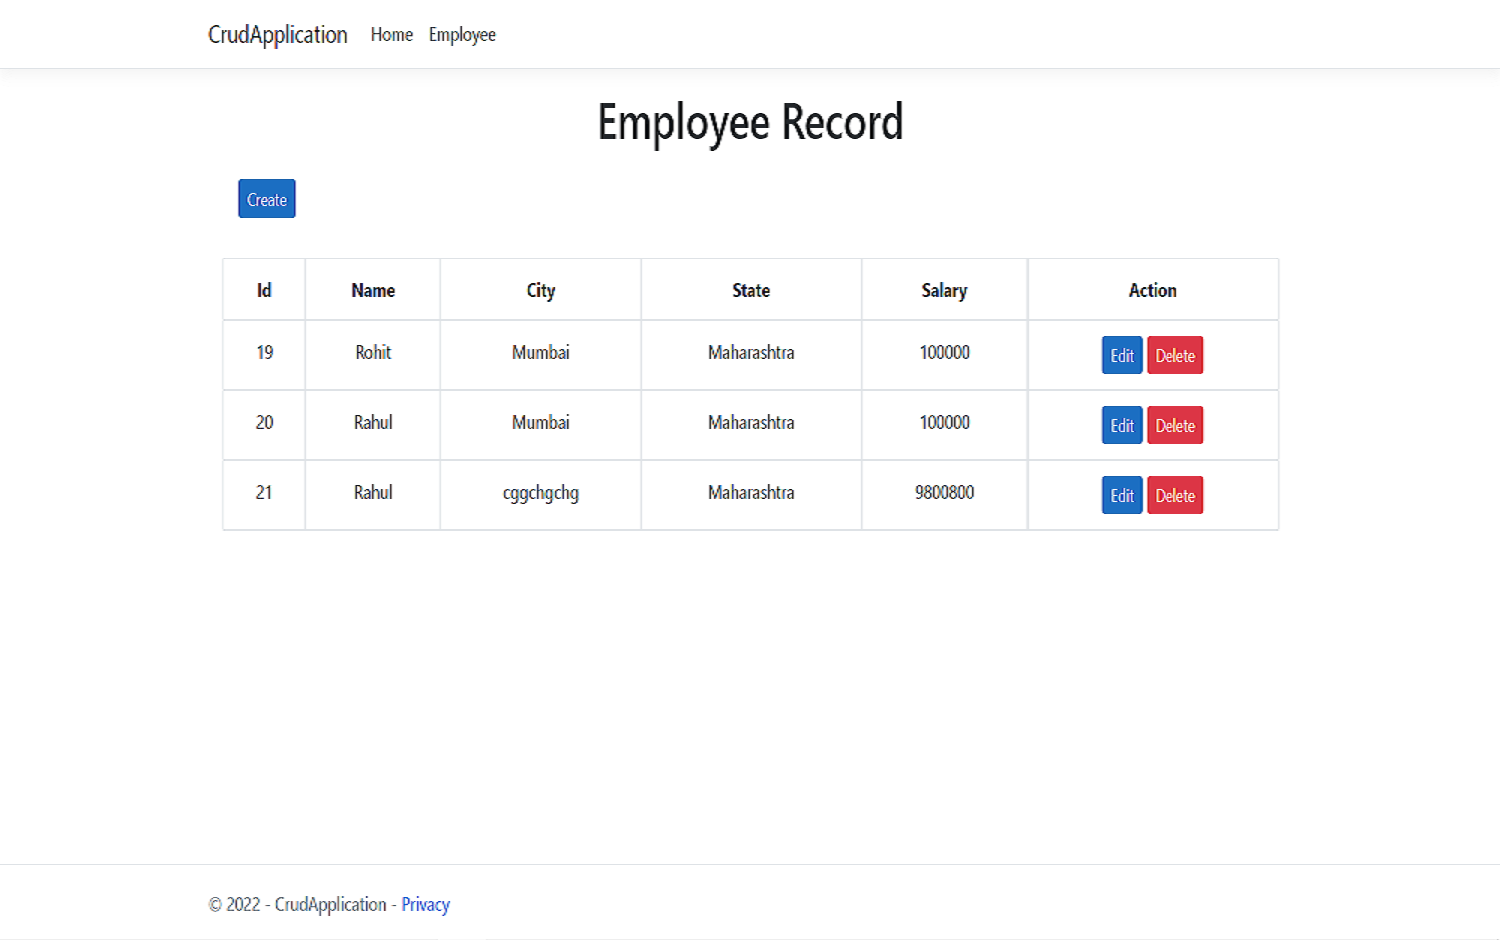 CrudApplication Home Employee
Employee Record
Create
Id Name City State Salary Action
19 Rohit Mumbai Maharashtra 100000 Edit Delete
20 Rahul Mumbai Maharashtra 100000 Edit Delete
21 Rahul cggchgchg Maharashtra 9800800 Edit Delete
© 2022 - CrudApplication - Privacy